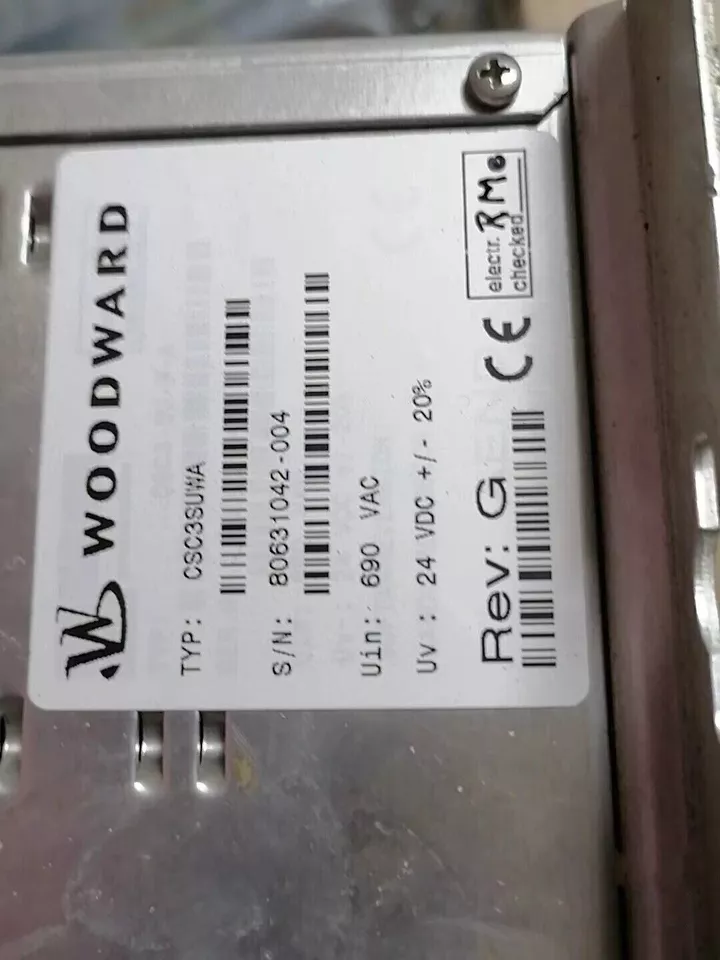 WOODWARD
TYP: CSC3SUWA
S/N: 80631042-004
Uin: 690 VAC
Uv : 24 VDC +/- 20%
Rev: G
CE
electr. RM
checked